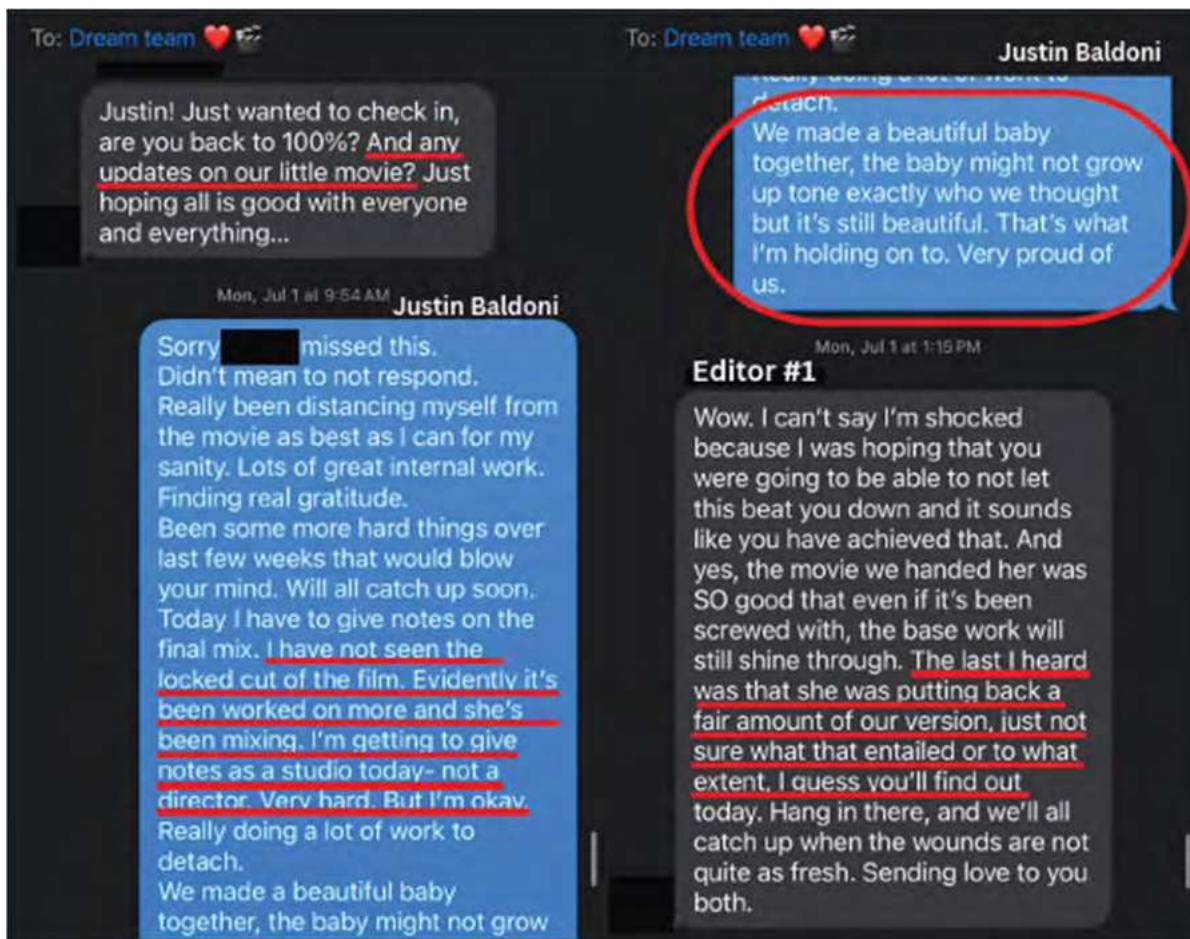 To: Dream team ❤️🎬
Justin! Just wanted to check in,
are you back to 100%? And any
updates on our little movie? Just
hoping all is good with everyone
and everything...
Mon, Jul 1 at 9:54 AM
Justin Baldoni
Sorry missed this.
Didn't mean to not respond.
Really been distancing myself from
the movie as best as I can for my
sanity. Lots of great internal work.
Finding real gratitude.
Been some more hard things over
last few weeks that would blow
your mind. Will all catch up soon.
Today I have to give notes on the
final mix. I have not seen the
locked cut of the film. Evidently it's
been worked on more and she's
been mixing. I'm getting to give
notes as a studio today- not a
director. Very hard. But I'm okay.
Really doing a lot of work to
detach.
We made a beautiful baby
together, the baby might not grow
To: Dream team ❤️🎬
Justin Baldoni
Really doing a lot of work to
detach.
We made a beautiful baby
together, the baby might not grow
up tone exactly who we thought
but it's still beautiful. That's what
I'm holding on to. Very proud of
us.
Mon, Jul 1 at 1:15 PM
Editor #1
Wow. I can't say I'm shocked
because I was hoping that you
were going to be able to not let
this beat you down and it sounds
like you have achieved that. And
yes, the movie we handed her was
SO good that even if it's been
screwed with, the base work will
still shine through. The last I heard
was that she was putting back a
fair amount of our version, just not
sure what that entailed or to what
extent, I guess you'll find out
today. Hang in there, and we'll all
catch up when the wounds are not
quite as fresh. Sending love to you
both.